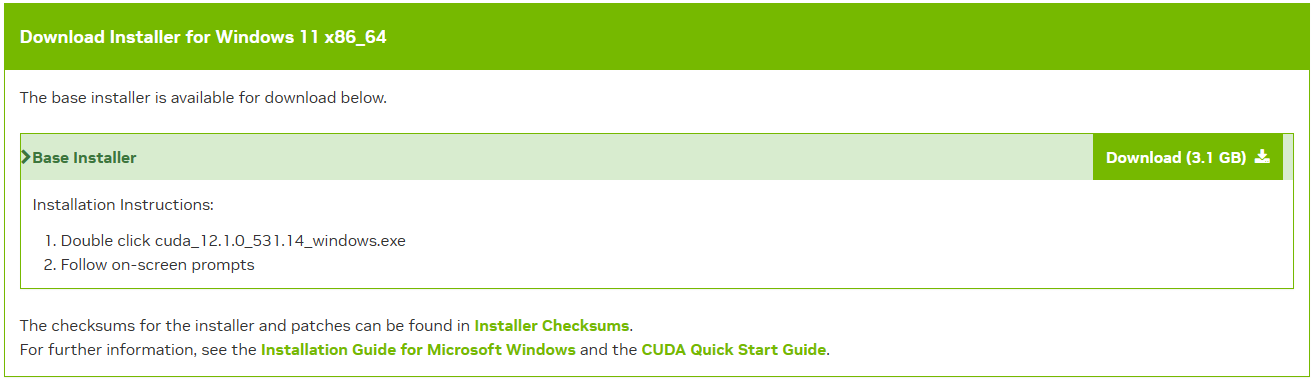 Download Installer for Windows 11 x86_64
The base installer is available for download below.
Base Installer
Download (3.1 GB)
Installation Instructions:
1. Double click cuda_12.1.0_531.14_windows.exe
2. Follow on-screen prompts
The checksums for the installer and patches can be found in Installer Checksums.
For further information, see the Installation Guide for Microsoft Windows and the CUDA Quick Start Guide.